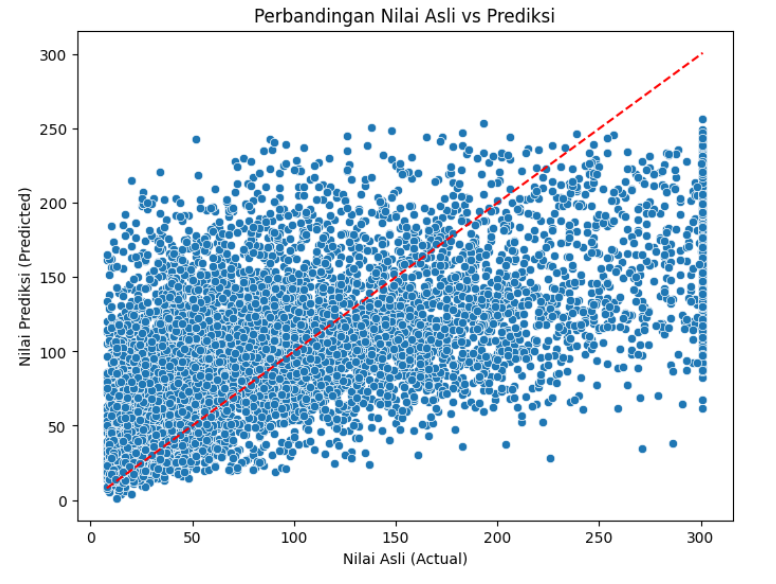 Perbandingan Nilai Asli vs Prediksi
300
250
200
150
100
50
0
Nilai Prediksi (Predicted)
0 50 100 150 200 250 300
Nilai Asli (Actual)